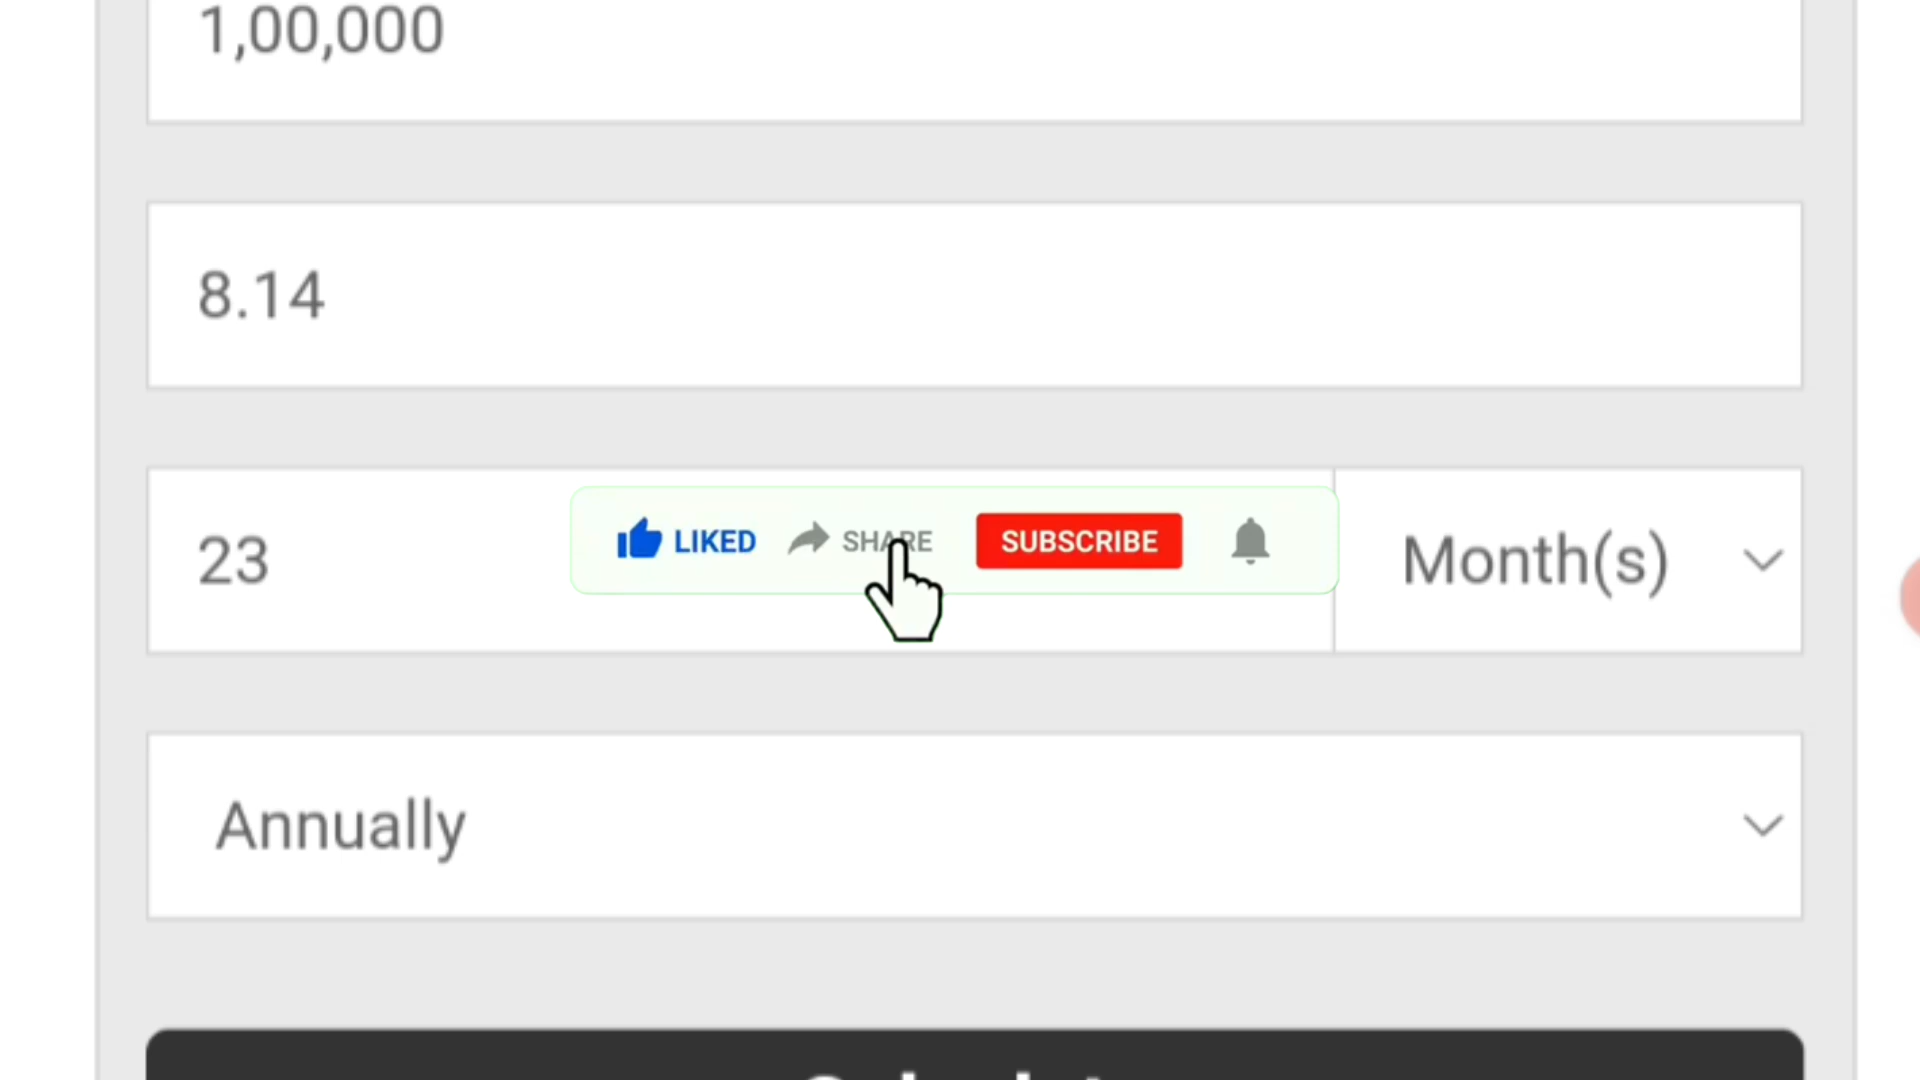 1,00,000
8.14
23
LIKED SHARE SUBSCRIBE
Month(s)
Annually